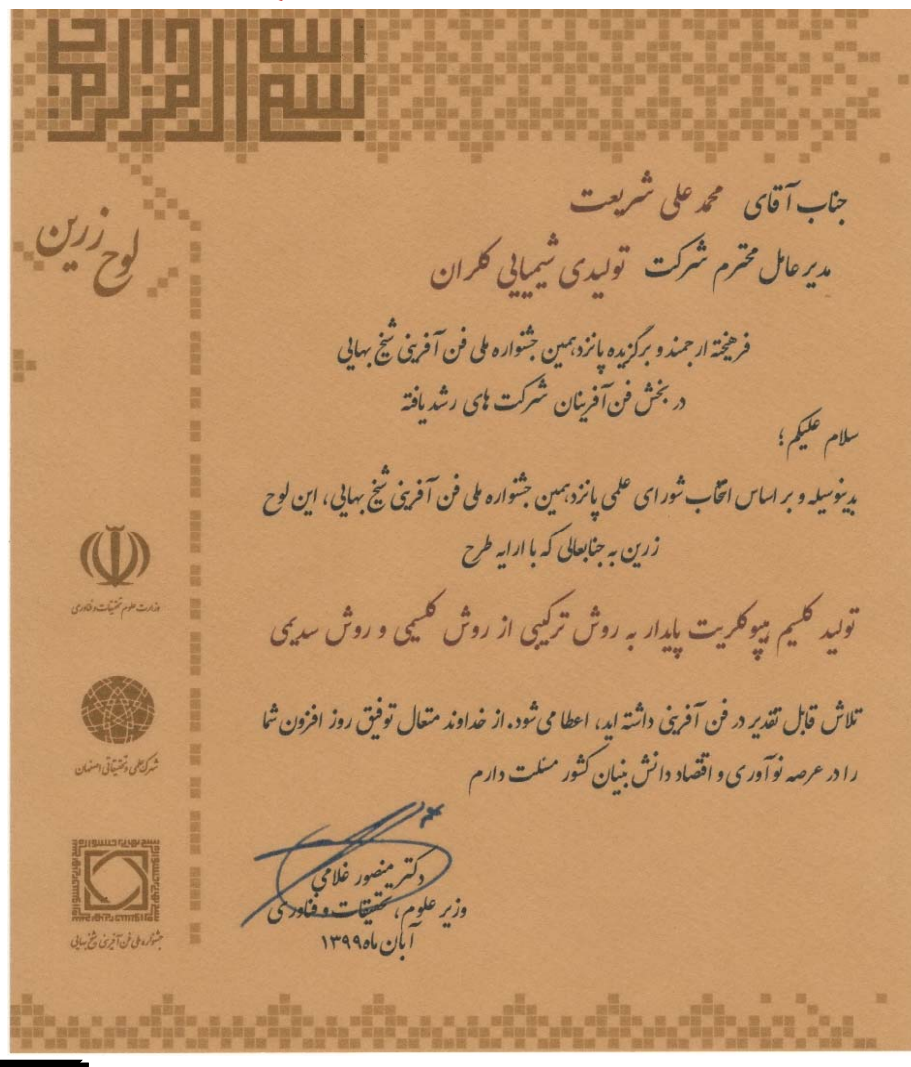 بسم الله الرحمن الرحیم
لوح زرین
جناب آقای محمد علی شریعت
مدیر عامل محترم شرکت تولیدی شیمیایی کلران
فرهیخته ارجمند و برگزیده پانزدهمین جشنواره ملی فن آفرینی شیخ بهایی
در بخش فن آفرینان شرکت های رشد یافته
سلام علیکم ؛
بدینوسیله و بر اساس انتخاب شورای علمی پانزدهمین جشنواره ملی فن آفرینی شیخ بهایی، این لوح
زرین به جنابعالی که با ارایه طرح
تولید کلسیم هیپوکلریت پایدار به روش ترکیبی از روش کلسیمی و روش سدیمی
تلاش قابل تقدیر در فن آفرینی داشته اید، اعطا می شود. از خداوند متعال توفیق روز افزون شما
را در عرصه نوآوری و اقتصاد دانش بنیان کشور مسئلت دارم
دکتر منصور غلامی
وزیر علوم، تحقیقات و فناوری
آبان ماه ۱۳۹۹
وزارت علوم تحقیقات و فناوری
شهرک علمی و تحقیقاتی اصفهان
جشنواره ملی فن آفرینی شیخ بهایی